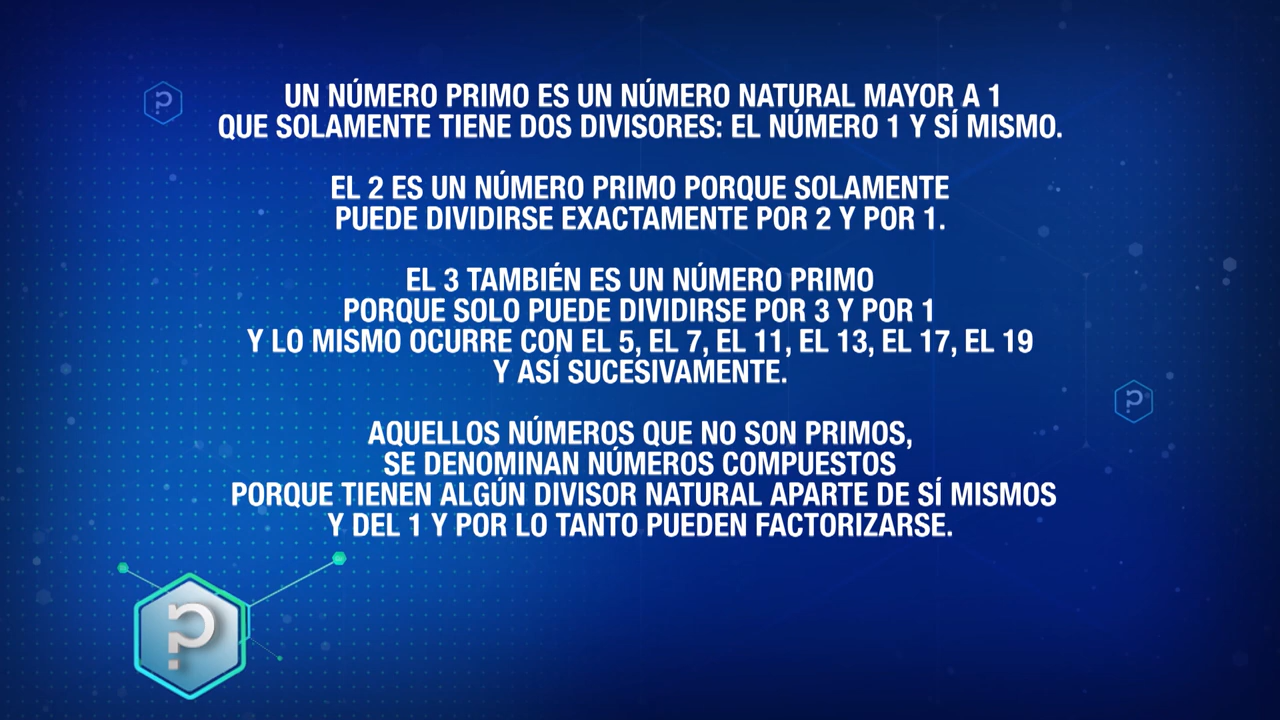 UN NÚMERO PRIMO ES UN NÚMERO NATURAL MAYOR A 1
QUE SOLAMENTE TIENE DOS DIVISORES: EL NÚMERO 1 Y SÍ MISMO.
EL 2 ES UN NÚMERO PRIMO PORQUE SOLAMENTE
PUEDE DIVIDIRSE EXACTAMENTE POR 2 Y POR 1.
EL 3 TAMBIÉN ES UN NÚMERO PRIMO
PORQUE SOLO PUEDE DIVIDIRSE POR 3 Y POR 1
Y LO MISMO OCURRE CON EL 5, EL 7, EL 11, EL 13, EL 17, EL 19
Y ASÍ SUCESIVAMENTE.
AQUELLOS NÚMEROS QUE NO SON PRIMOS,
SE DENOMINAN NÚMEROS COMPUESTOS
PORQUE TIENEN ALGÚN DIVISOR NATURAL APARTE DE SÍ MISMOS
Y DEL 1 Y POR LO TANTO PUEDEN FACTORIZARSE.